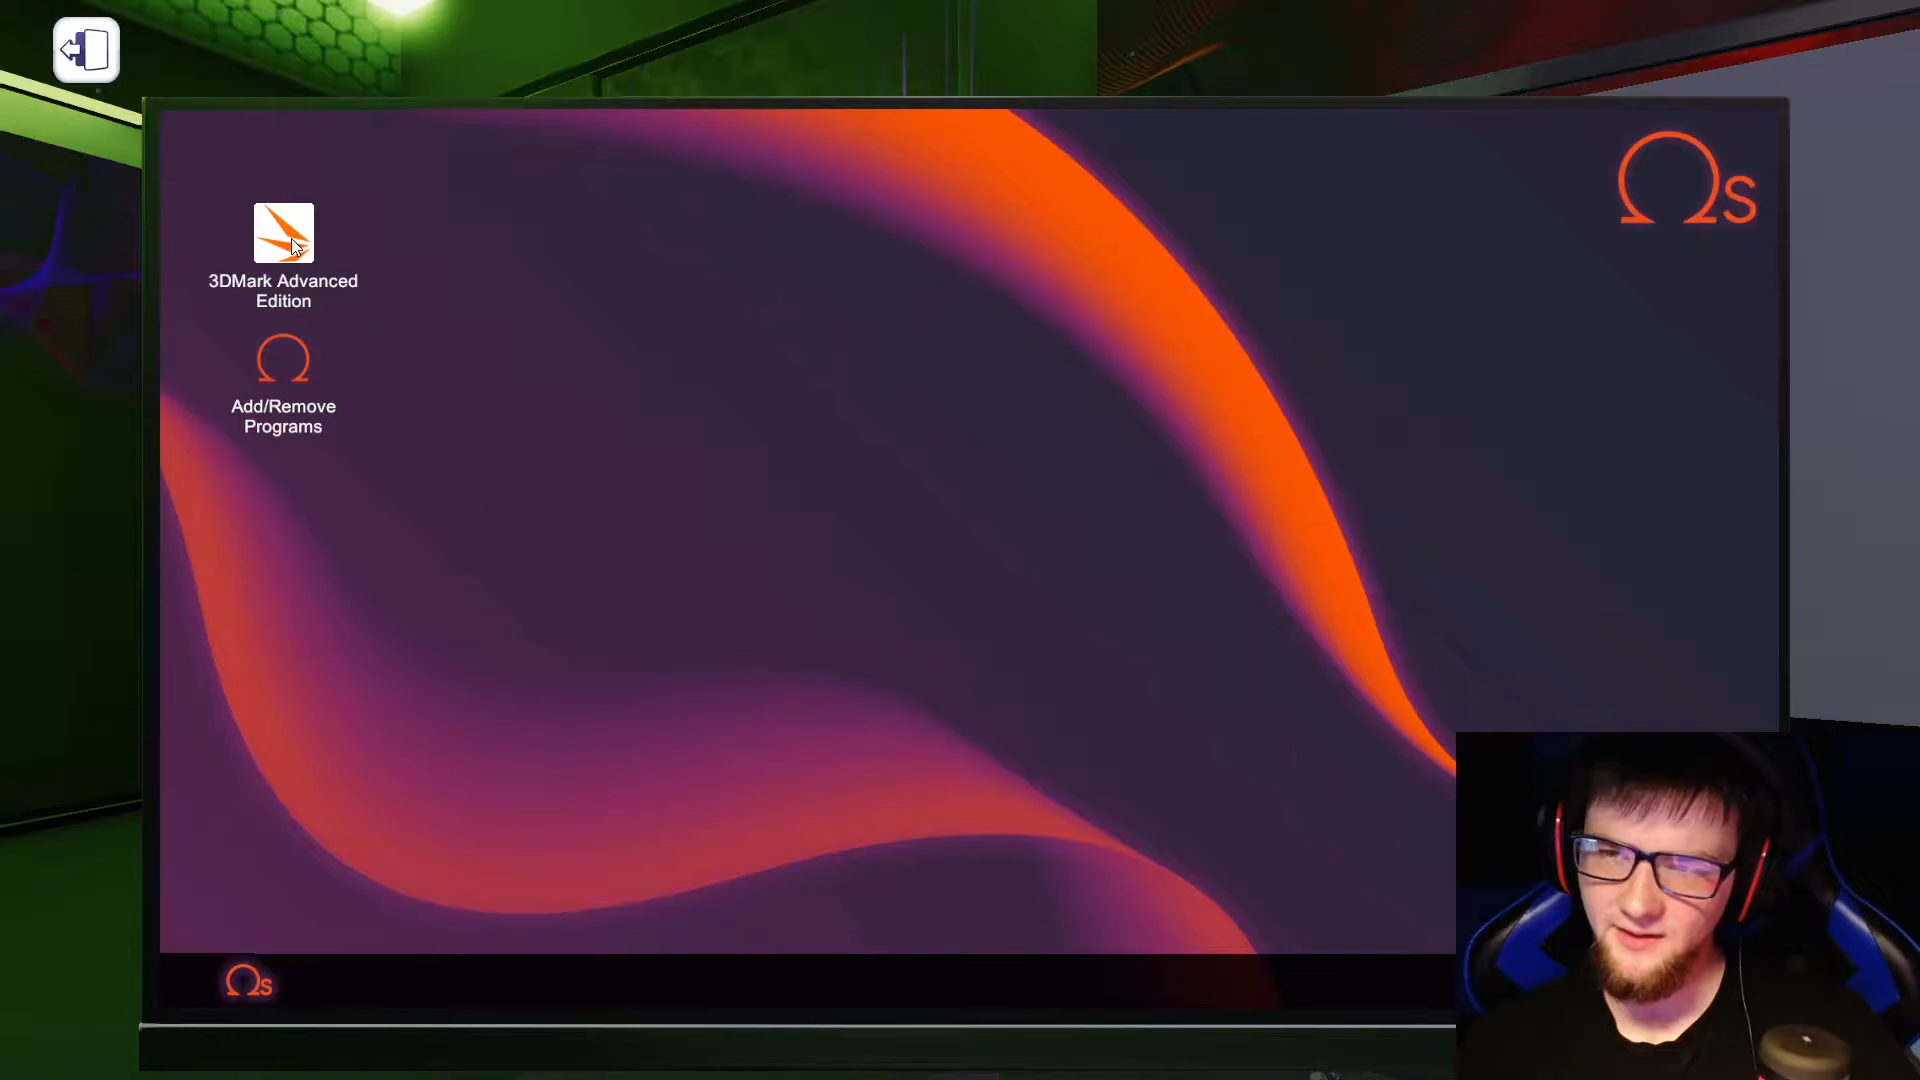 Ωs
3DMark Advanced
Edition
Add/Remove
Programs
Ωs